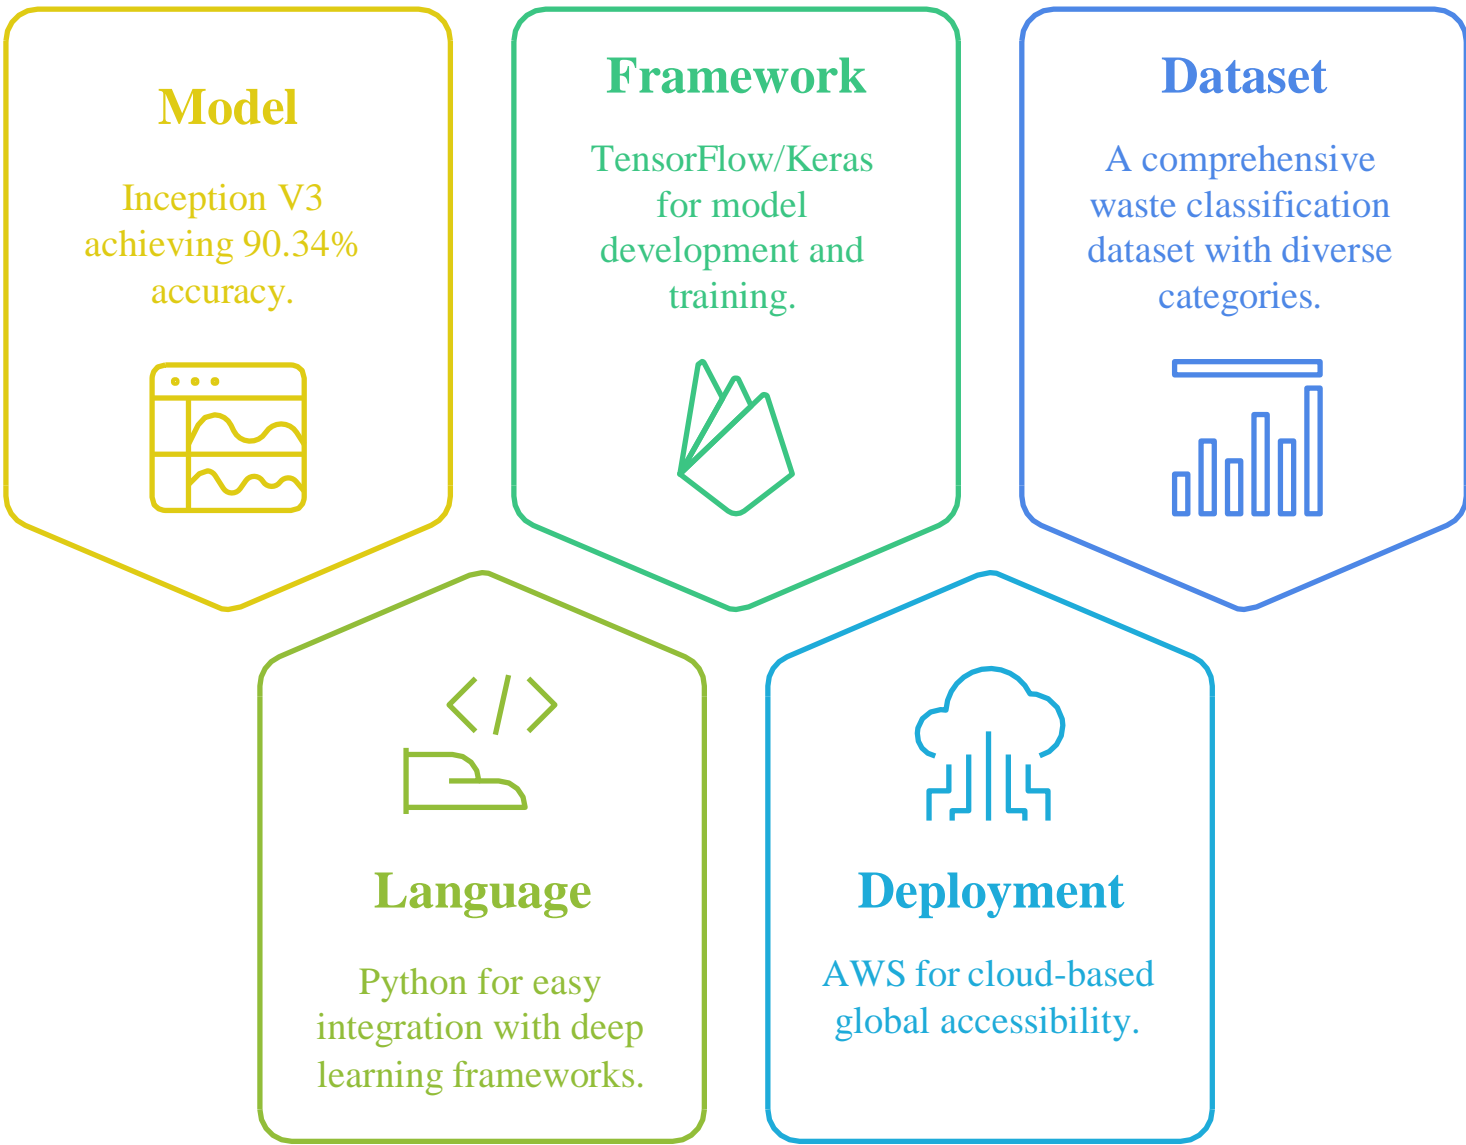 Model
Inception V3
achieving 90.34%
accuracy.
Framework
TensorFlow/Keras
for model
development and
training.
Dataset
A comprehensive
waste classification
dataset with diverse
categories.
Language
Python for easy
integration with deep
learning frameworks.
Deployment
AWS for cloud-based
global accessibility.